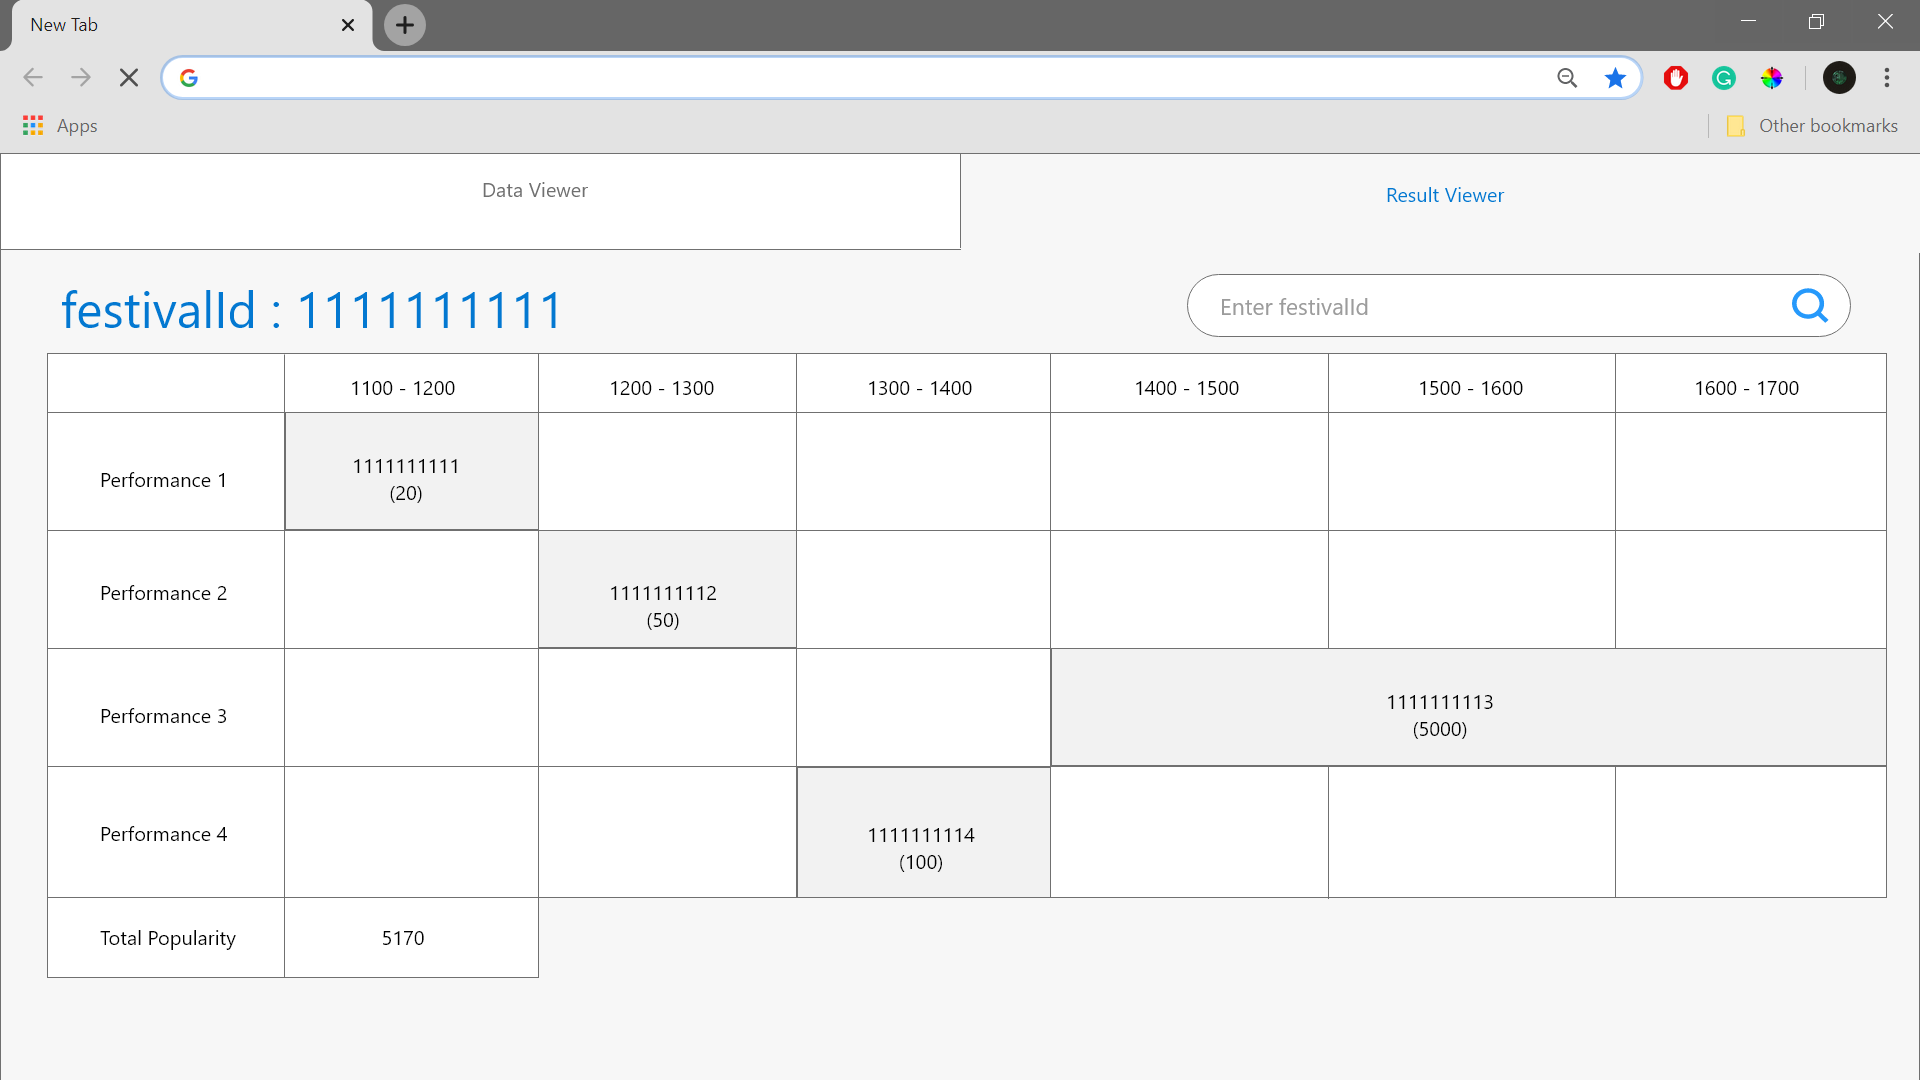 New Tab
Apps
Other bookmarks
Data Viewer
Result Viewer
festivalId : 1111111111
Enter festivalId
1100 - 1200
1200 - 1300
1300 - 1400
1400 - 1500
1500 - 1600
1600 - 1700
Performance 1
1111111111
(20)
Performance 2
1111111112
(50)
Performance 3
1111111113
(5000)
Performance 4
1111111114
(100)
Total Popularity
5170